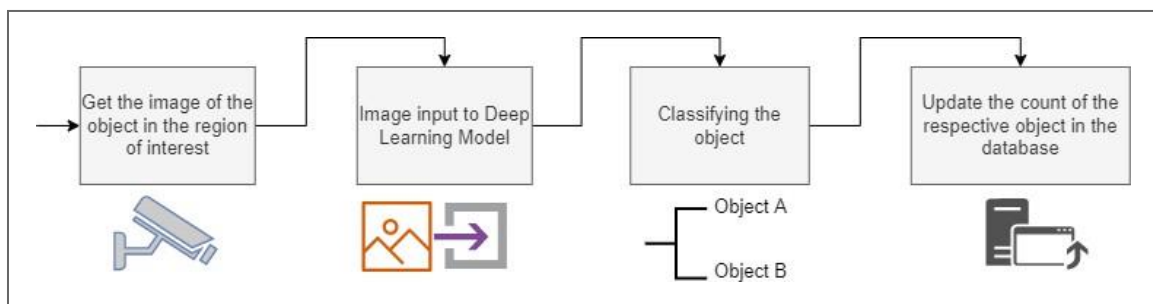 Get the image of the
object in the region
of interest
Image input to Deep
Learning Model
Classifying the
object
Update the count of the
respective object in the
database
Object A
Object B